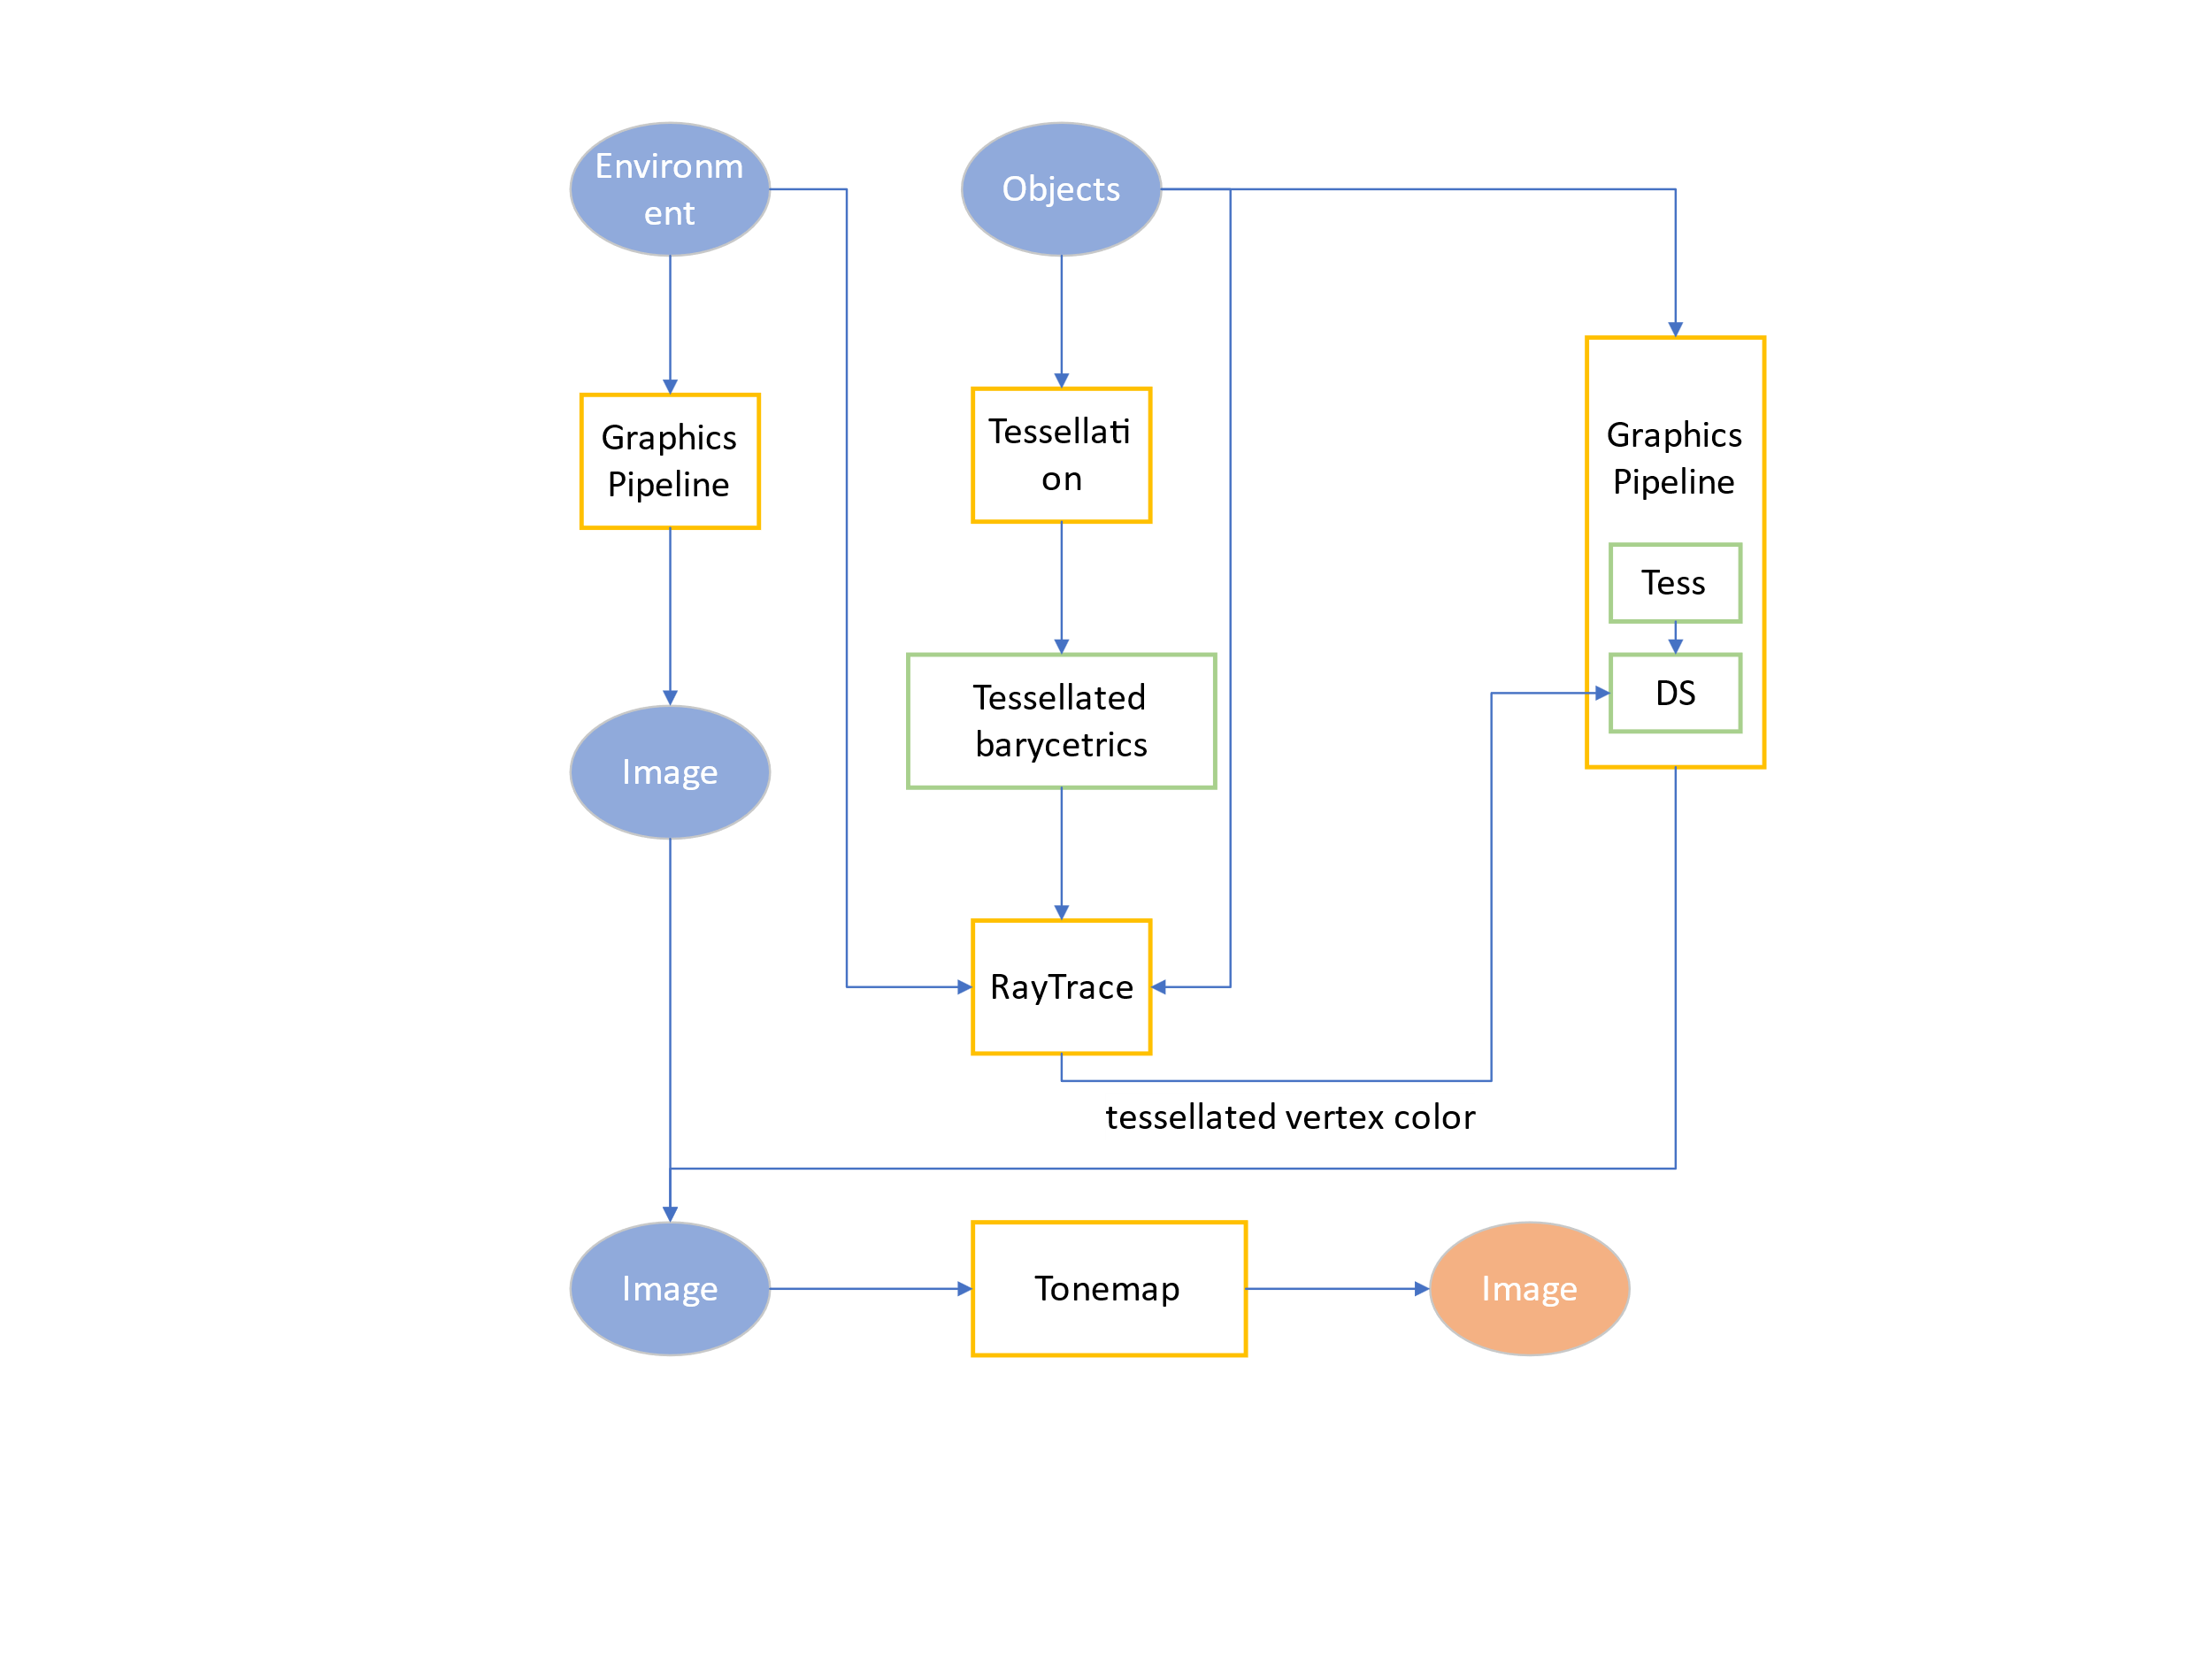 Environm
ent
Objects
Graphics
Pipeline
Tessellati
on
Graphics
Pipeline
Tess
DS
Tessellated
barycetrics
Image
RayTrace
tessellated vertex color
Image
Tonemap
Image